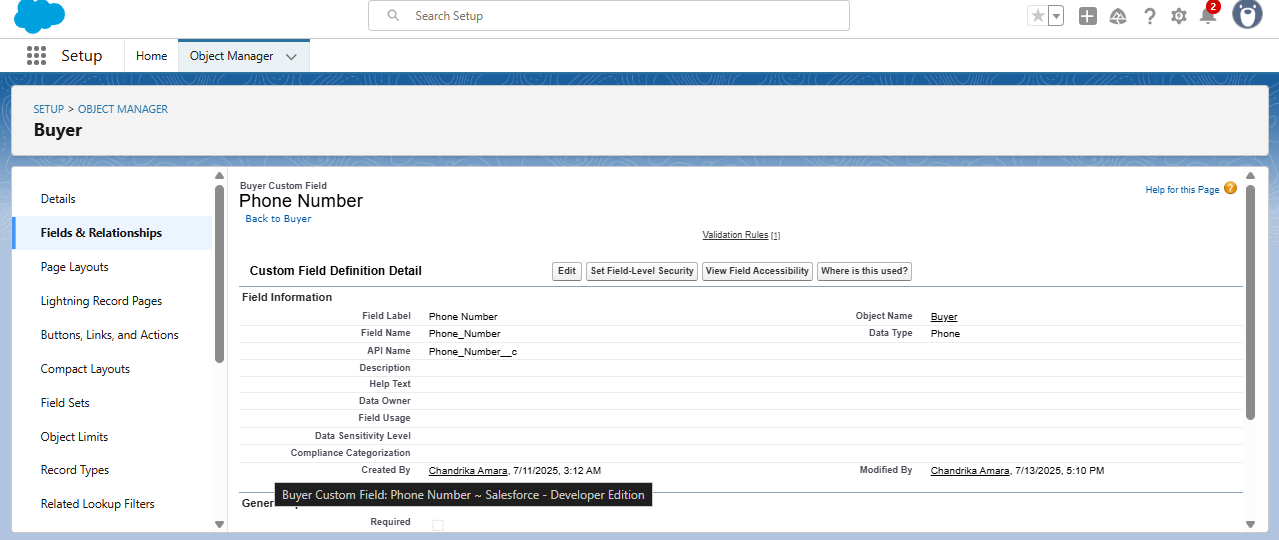 Search Setup
2
Setup Home Object Manager
SETUP > OBJECT MANAGER
Buyer
Details
Fields & Relationships
Page Layouts
Lightning Record Pages
Buttons, Links, and Actions
Compact Layouts
Field Sets
Object Limits
Record Types
Related Lookup Filters
Buyer Custom Field
Phone Number
Back to Buyer
Help for this Page ?
Validation Rules [1]
Custom Field Definition Detail Edit Set Field-Level Security View Field Accessibility Where is this used?
Field Information
Field Label Phone Number Object Name Buyer
Field Name Phone_Number Data Type Phone
API Name Phone_Number__c
Description
Help Text
Data Owner
Field Usage
Data Sensitivity Level
Compliance Categorization
Created By Chandrika Amara, 7/11/2025, 3:12 AM Modified By Chandrika Amara, 7/13/2025, 5:10 PM
Buyer Custom Field: Phone Number ~ Salesforce - Developer Edition
Required